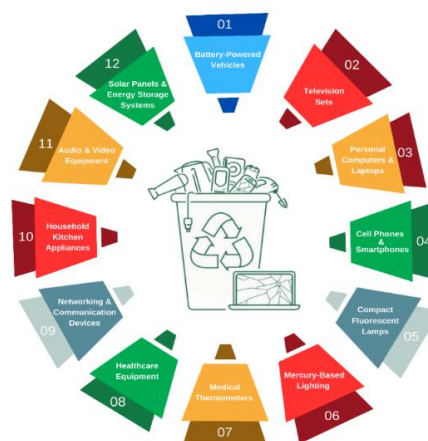 01
Battery-Powered
Vehicles
02
Television
Sets
03
Personal
Computers &
Laptops
04
Cell Phones
&
Smartphones
05
Compact
Fluorescent
Lamps
06
Mercury-Based
Lighting
07
Medical
Thermometers
08
Healthcare
Equipment
09
Networking &
Communication
Devices
10
Household
Kitchen
Appliances
11
Audio & Video
Equipment
12
Solar Panels &
Energy Storage
Systems